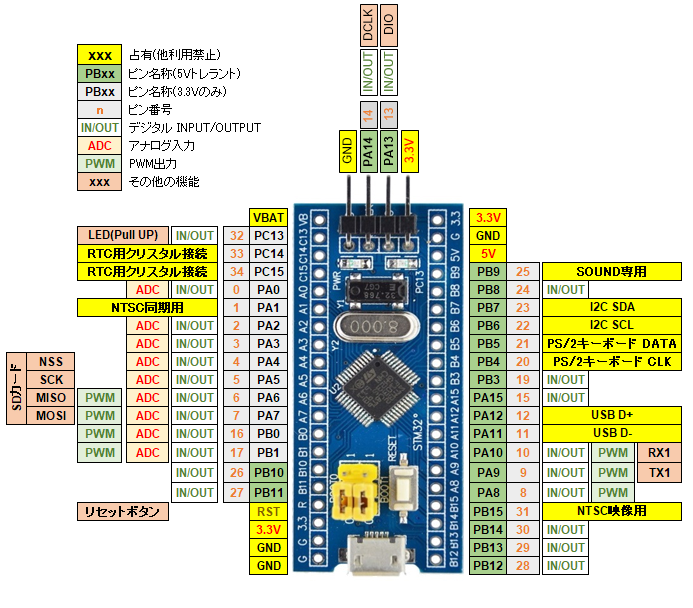 DCLK DIO
IN/OUT IN/OUT
14 13
GND PA14 PA13 3.3V
xxx 占有(他利用禁止)
PBxx ピン名称(5Vトレラント)
PBxx ピン名称(3.3Vのみ)
n ピン番号
IN/OUT デジタル INPUT/OUTPUT
ADC アナログ入力
PWM PWM出力
xxx その他の機能
VBAT
LED(Pull UP) IN/OUT 32 PC13
RTC用クリスタル接続 33 PC14
RTC用クリスタル接続 34 PC15
ADC IN/OUT 0 PA0
NTSC同期用 1 PA1
ADC IN/OUT 2 PA2
ADC IN/OUT 3 PA3
SDカード
NSS ADC IN/OUT 4 PA4
SCK ADC IN/OUT 5 PA5
MISO PWM ADC IN/OUT 6 PA6
MOSI PWM ADC IN/OUT 7 PA7
PWM ADC IN/OUT 16 PB0
PWM ADC IN/OUT 17 PB1
IN/OUT 26 PB10
IN/OUT 27 PB11
リセットボタン RST
3.3V
GND
GND
VB
C13
C14
C15
A0
A1
A2
A3
A4
A5
A6
A7
B0
B1
B10
B11
R
3.3
G
G
PWR
PC13
Y1
32.768
8.000
Y2
U2
STM32
RESET
BOOT0
BOOT1
1 1
3.3
G
5V
B9
B8
B7
B6
B5
B4
B3
A15
A12
A11
A10
A9
A8
B15
B14
B13
B12
3.3V
GND
5V
PB9 25 SOUND専用
PB8 24 IN/OUT
PB7 23 I2C SDA
PB6 22 I2C SCL
PB5 21 PS/2キーボード DATA
PB4 20 PS/2キーボード CLK
PB3 19 IN/OUT
PA15 15 IN/OUT
PA12 12 USB D+
PA11 11 USB D-
PA10 10 IN/OUT PWM RX1
PA9 9 IN/OUT PWM TX1
PA8 8 IN/OUT PWM
PB15 31 NTSC映像用
PB14 30 IN/OUT
PB13 29 IN/OUT
PB12 28 IN/OUT